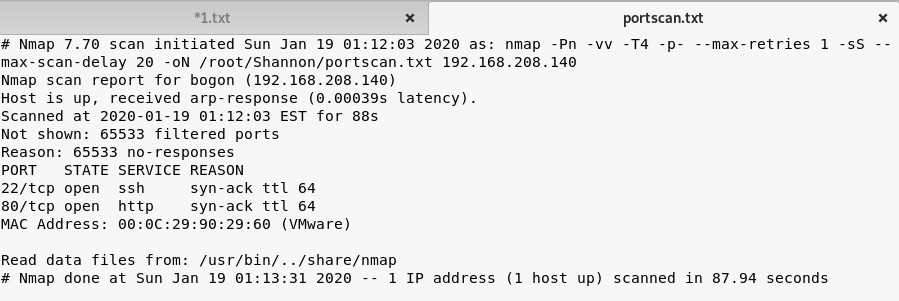 *1.txt × portscan.txt ×
# Nmap 7.70 scan initiated Sun Jan 19 01:12:03 2020 as: nmap -Pn -vv -T4 -p- --max-retries 1 -sS --
max-scan-delay 20 -oN /root/Shannon/portscan.txt 192.168.208.140
Nmap scan report for bogon (192.168.208.140)
Host is up, received arp-response (0.00039s latency).
Scanned at 2020-01-19 01:12:03 EST for 88s
Not shown: 65533 filtered ports
Reason: 65533 no-responses
PORT   STATE SERVICE REASON
22/tcp open  ssh     syn-ack ttl 64
80/tcp open  http    syn-ack ttl 64
MAC Address: 00:0C:29:90:29:60 (VMware)

Read data files from: /usr/bin/../share/nmap
# Nmap done at Sun Jan 19 01:13:31 2020 -- 1 IP address (1 host up) scanned in 87.94 seconds